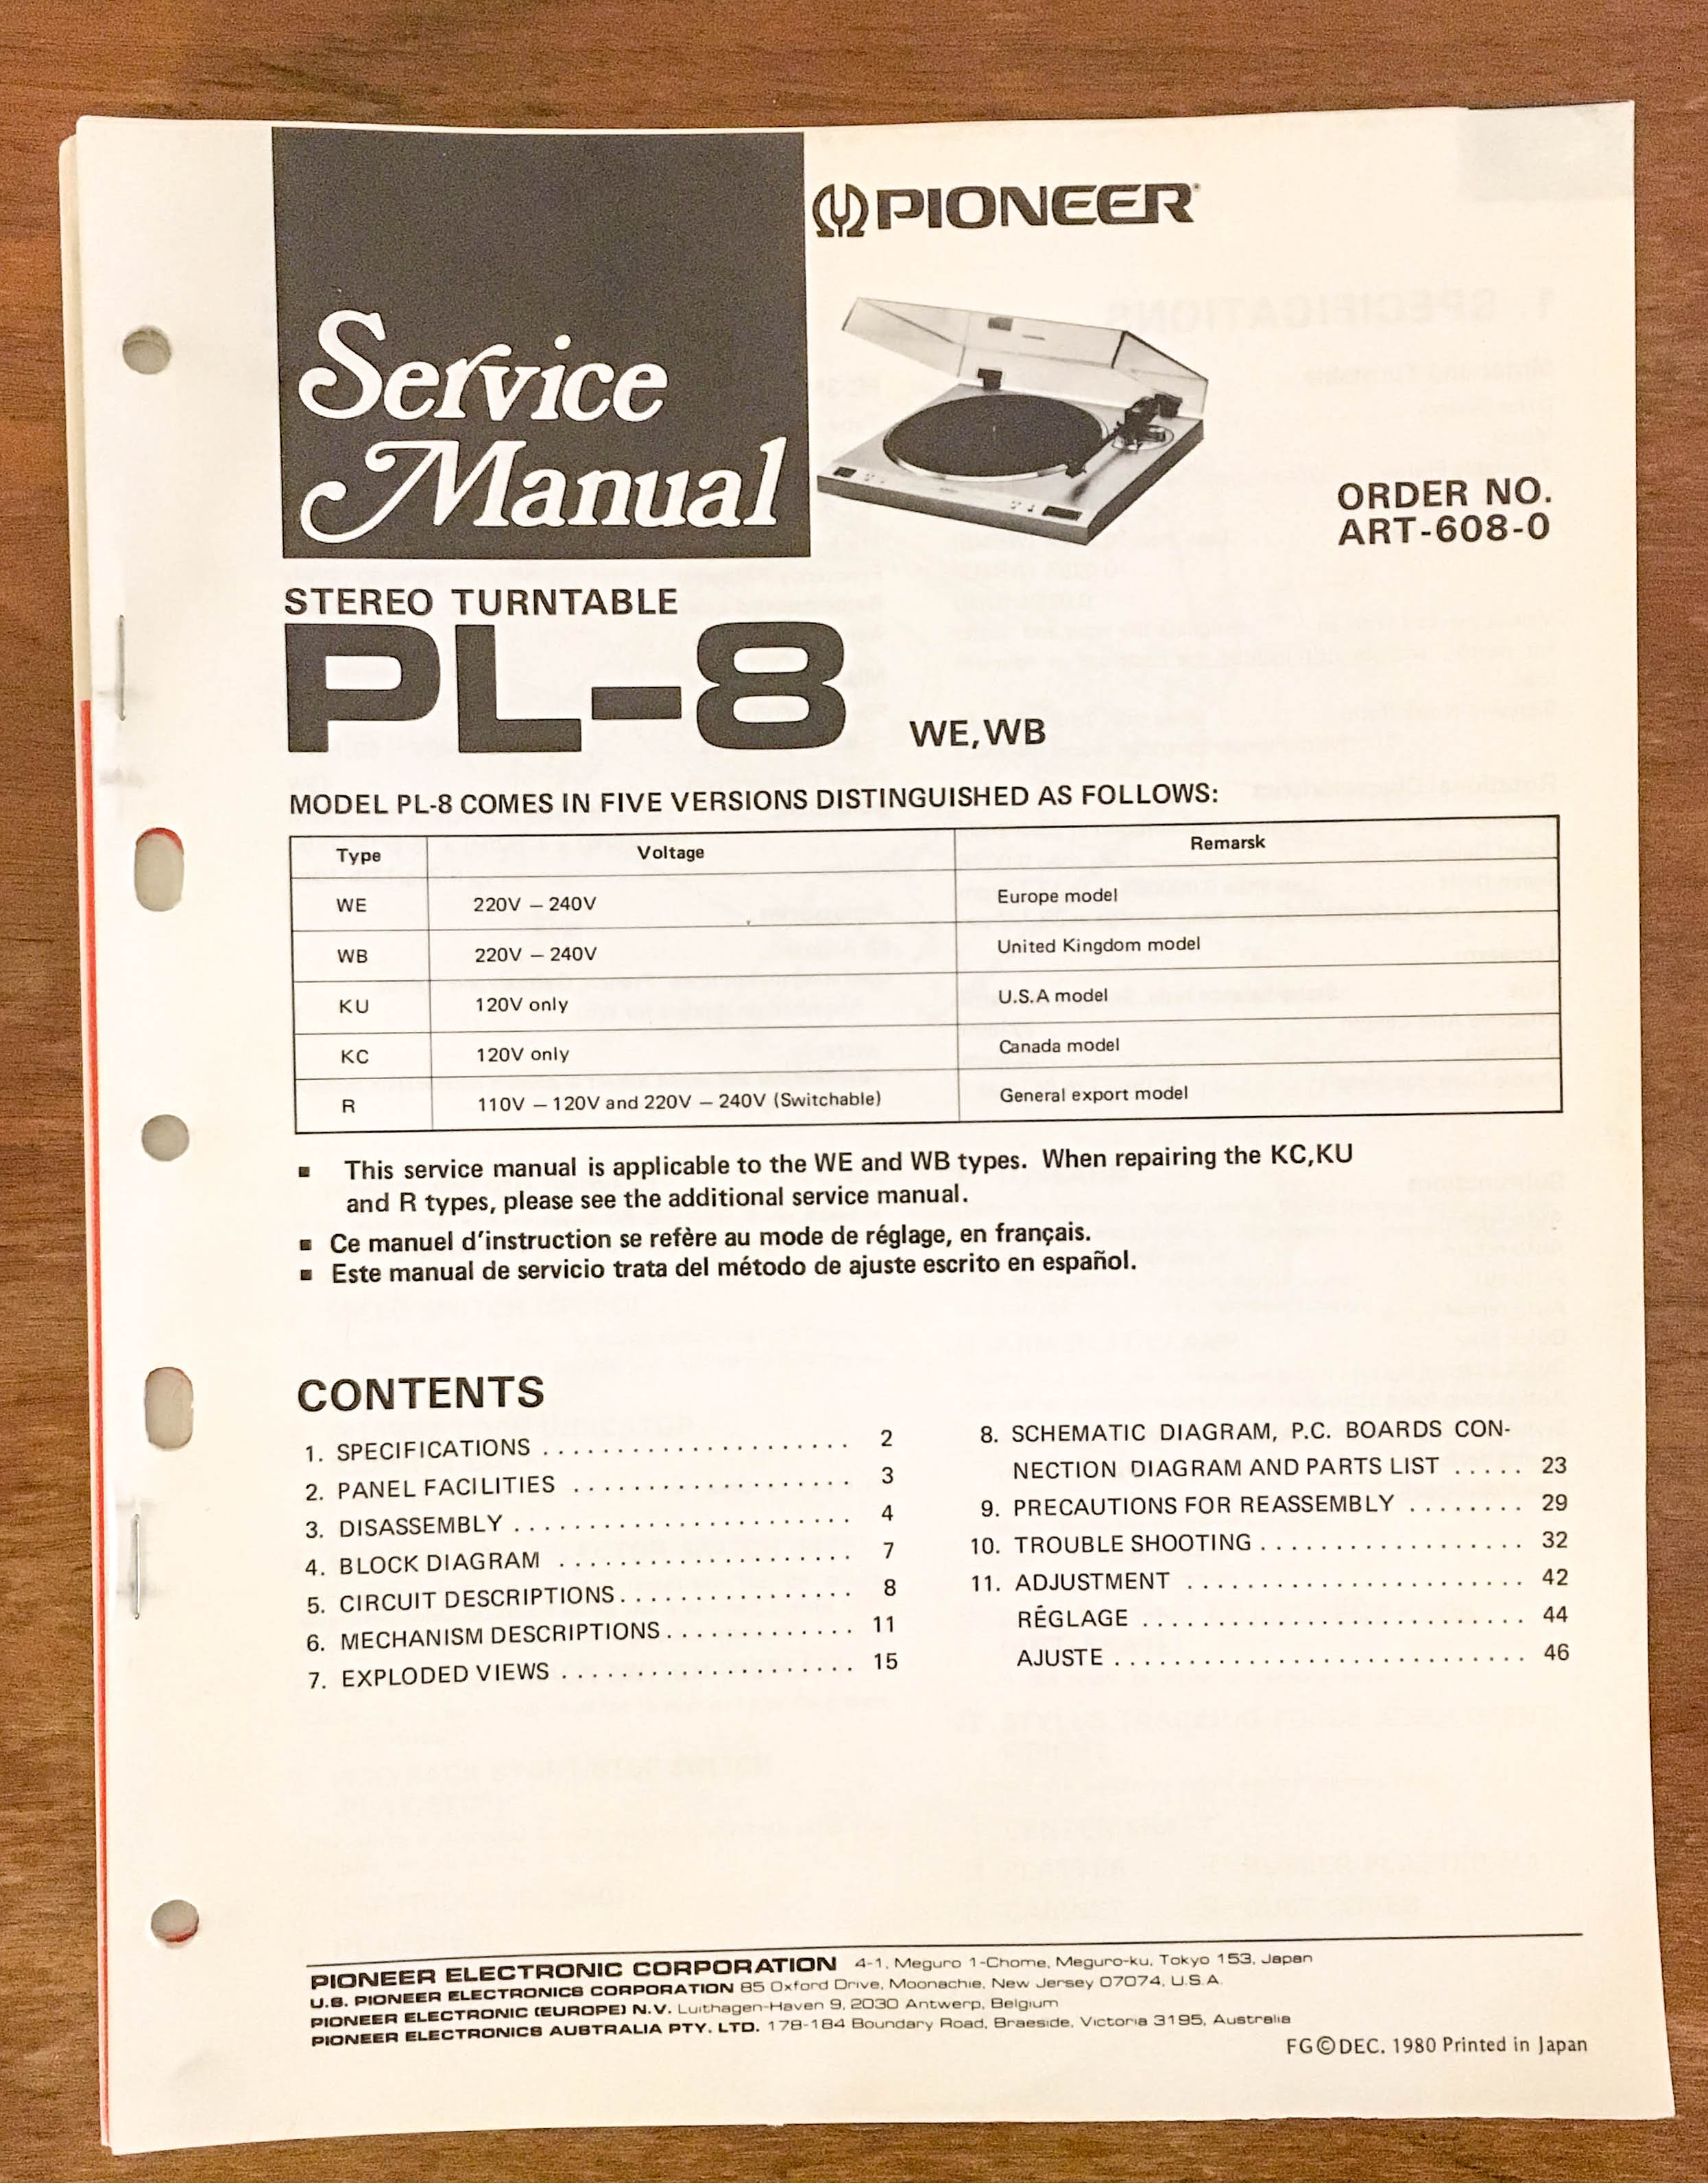 PIONEER
Service
Manual
ORDER NO.
ART-608-0
STEREO TURNTABLE
PL-8 WE,WB
MODEL PL-8 COMES IN FIVE VERSIONS DISTINGUISHED AS FOLLOWS:
Type Voltage Remarsk
WE 220V – 240V Europe model
WB 220V – 240V United Kingdom model
KU 120V only U.S.A model
KC 120V only Canada model
R 110V – 120V and 220V – 240V (Switchable) General export model
■ This service manual is applicable to the WE and WB types. When repairing the KC,KU
and R types, please see the additional service manual.
■ Ce manuel d'instruction se refère au mode de réglage, en français.
■ Este manual de servicio trata del método de ajuste escrito en español.
CONTENTS
1. SPECIFICATIONS . . . . . . . . . . . . . . . . . . . . . 2
2. PANEL FACILITIES . . . . . . . . . . . . . . . . . . . 3
3. DISASSEMBLY . . . . . . . . . . . . . . . . . . . . . . . 4
4. BLOCK DIAGRAM . . . . . . . . . . . . . . . . . . . . 7
5. CIRCUIT DESCRIPTIONS . . . . . . . . . . . . . . . . 8
6. MECHANISM DESCRIPTIONS . . . . . . . . . . . . . 11
7. EXPLODED VIEWS . . . . . . . . . . . . . . . . . . . . 15
8. SCHEMATIC DIAGRAM, P.C. BOARDS CON-
NECTION DIAGRAM AND PARTS LIST . . . . . 23
9. PRECAUTIONS FOR REASSEMBLY . . . . . . . . 29
10. TROUBLE SHOOTING . . . . . . . . . . . . . . . . . . 32
11. ADJUSTMENT . . . . . . . . . . . . . . . . . . . . . . . 42
RÉGLAGE . . . . . . . . . . . . . . . . . . . . . . . . . . 44
AJUSTE . . . . . . . . . . . . . . . . . . . . . . . . . . . . 46
PIONEER ELECTRONIC CORPORATION 4-1, Meguro 1-Chome, Meguro-ku, Tokyo 153, Japan
U.S. PIONEER ELECTRONICS CORPORATION 85 Oxford Drive, Moonachie, New Jersey 07074, U.S.A.
PIONEER ELECTRONIC (EUROPE) N.V. Luithagen-Haven 9, 2030 Antwerp, Belgium
PIONEER ELECTRONICS AUSTRALIA PTY. LTD. 178-184 Boundary Road, Braeside, Victoria 3195, Australia
FG©DEC. 1980 Printed in Japan